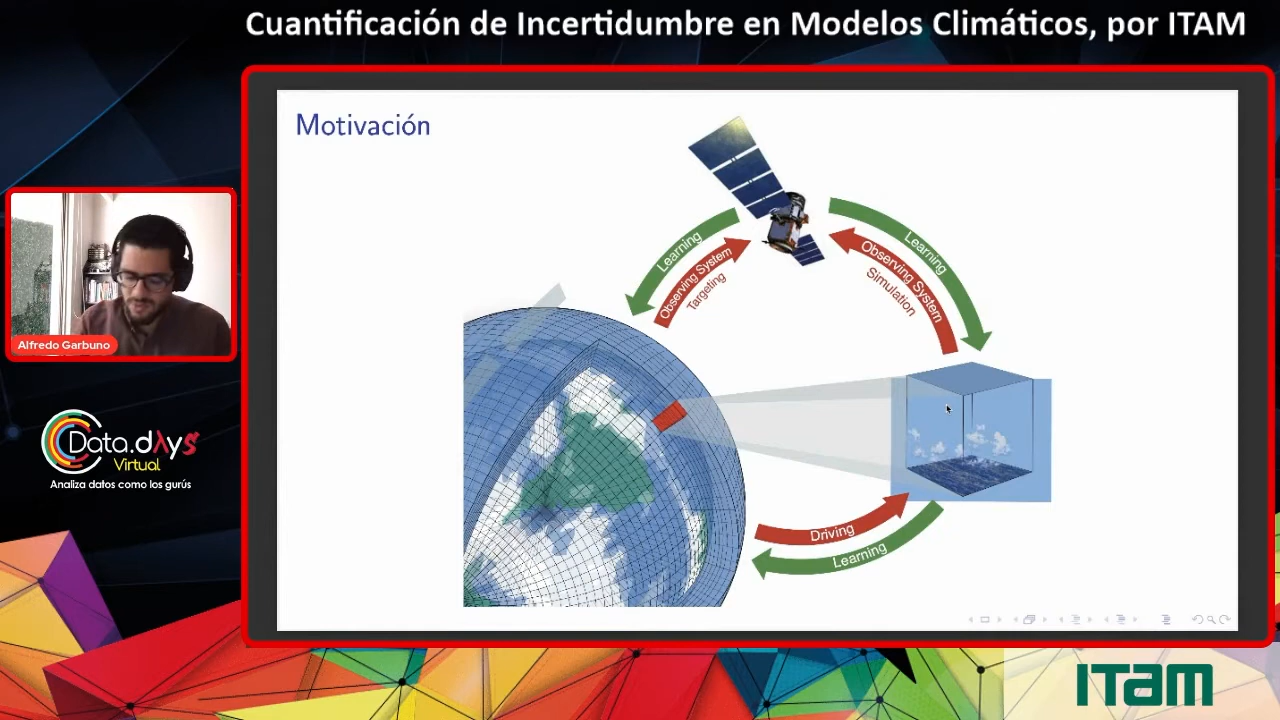 Cuantificación de Incertidumbre en Modelos Climáticos, por ITAM
Motivación
Learning
Observing System
Targeting
Learning
Observing System
Simulation
Driving
Learning
Alfredo Garbuno
Data.dAys
Virtual
Analiza datos como los gurús
ITAM